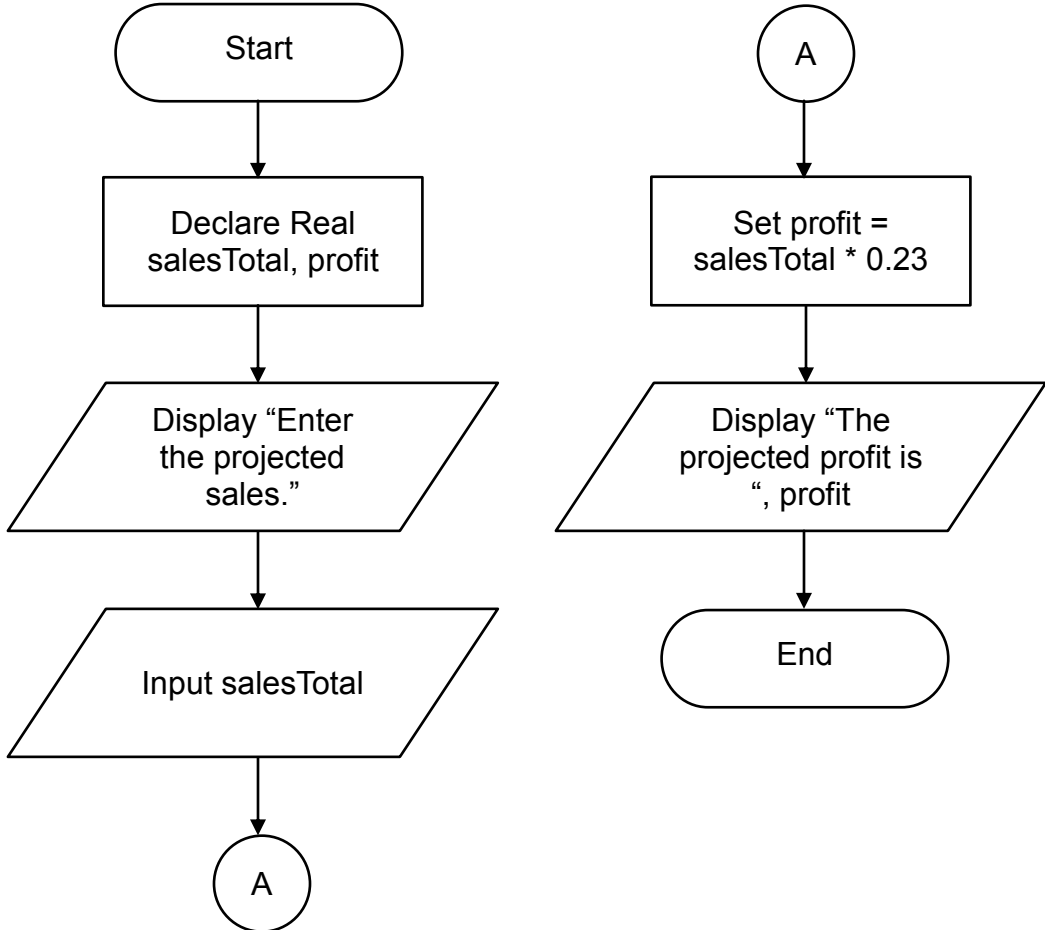 Start
Declare Real
salesTotal, profit
Display “Enter
the projected
sales.”
Input salesTotal
A
A
Set profit =
salesTotal * 0.23
Display “The
projected profit is
“, profit
End